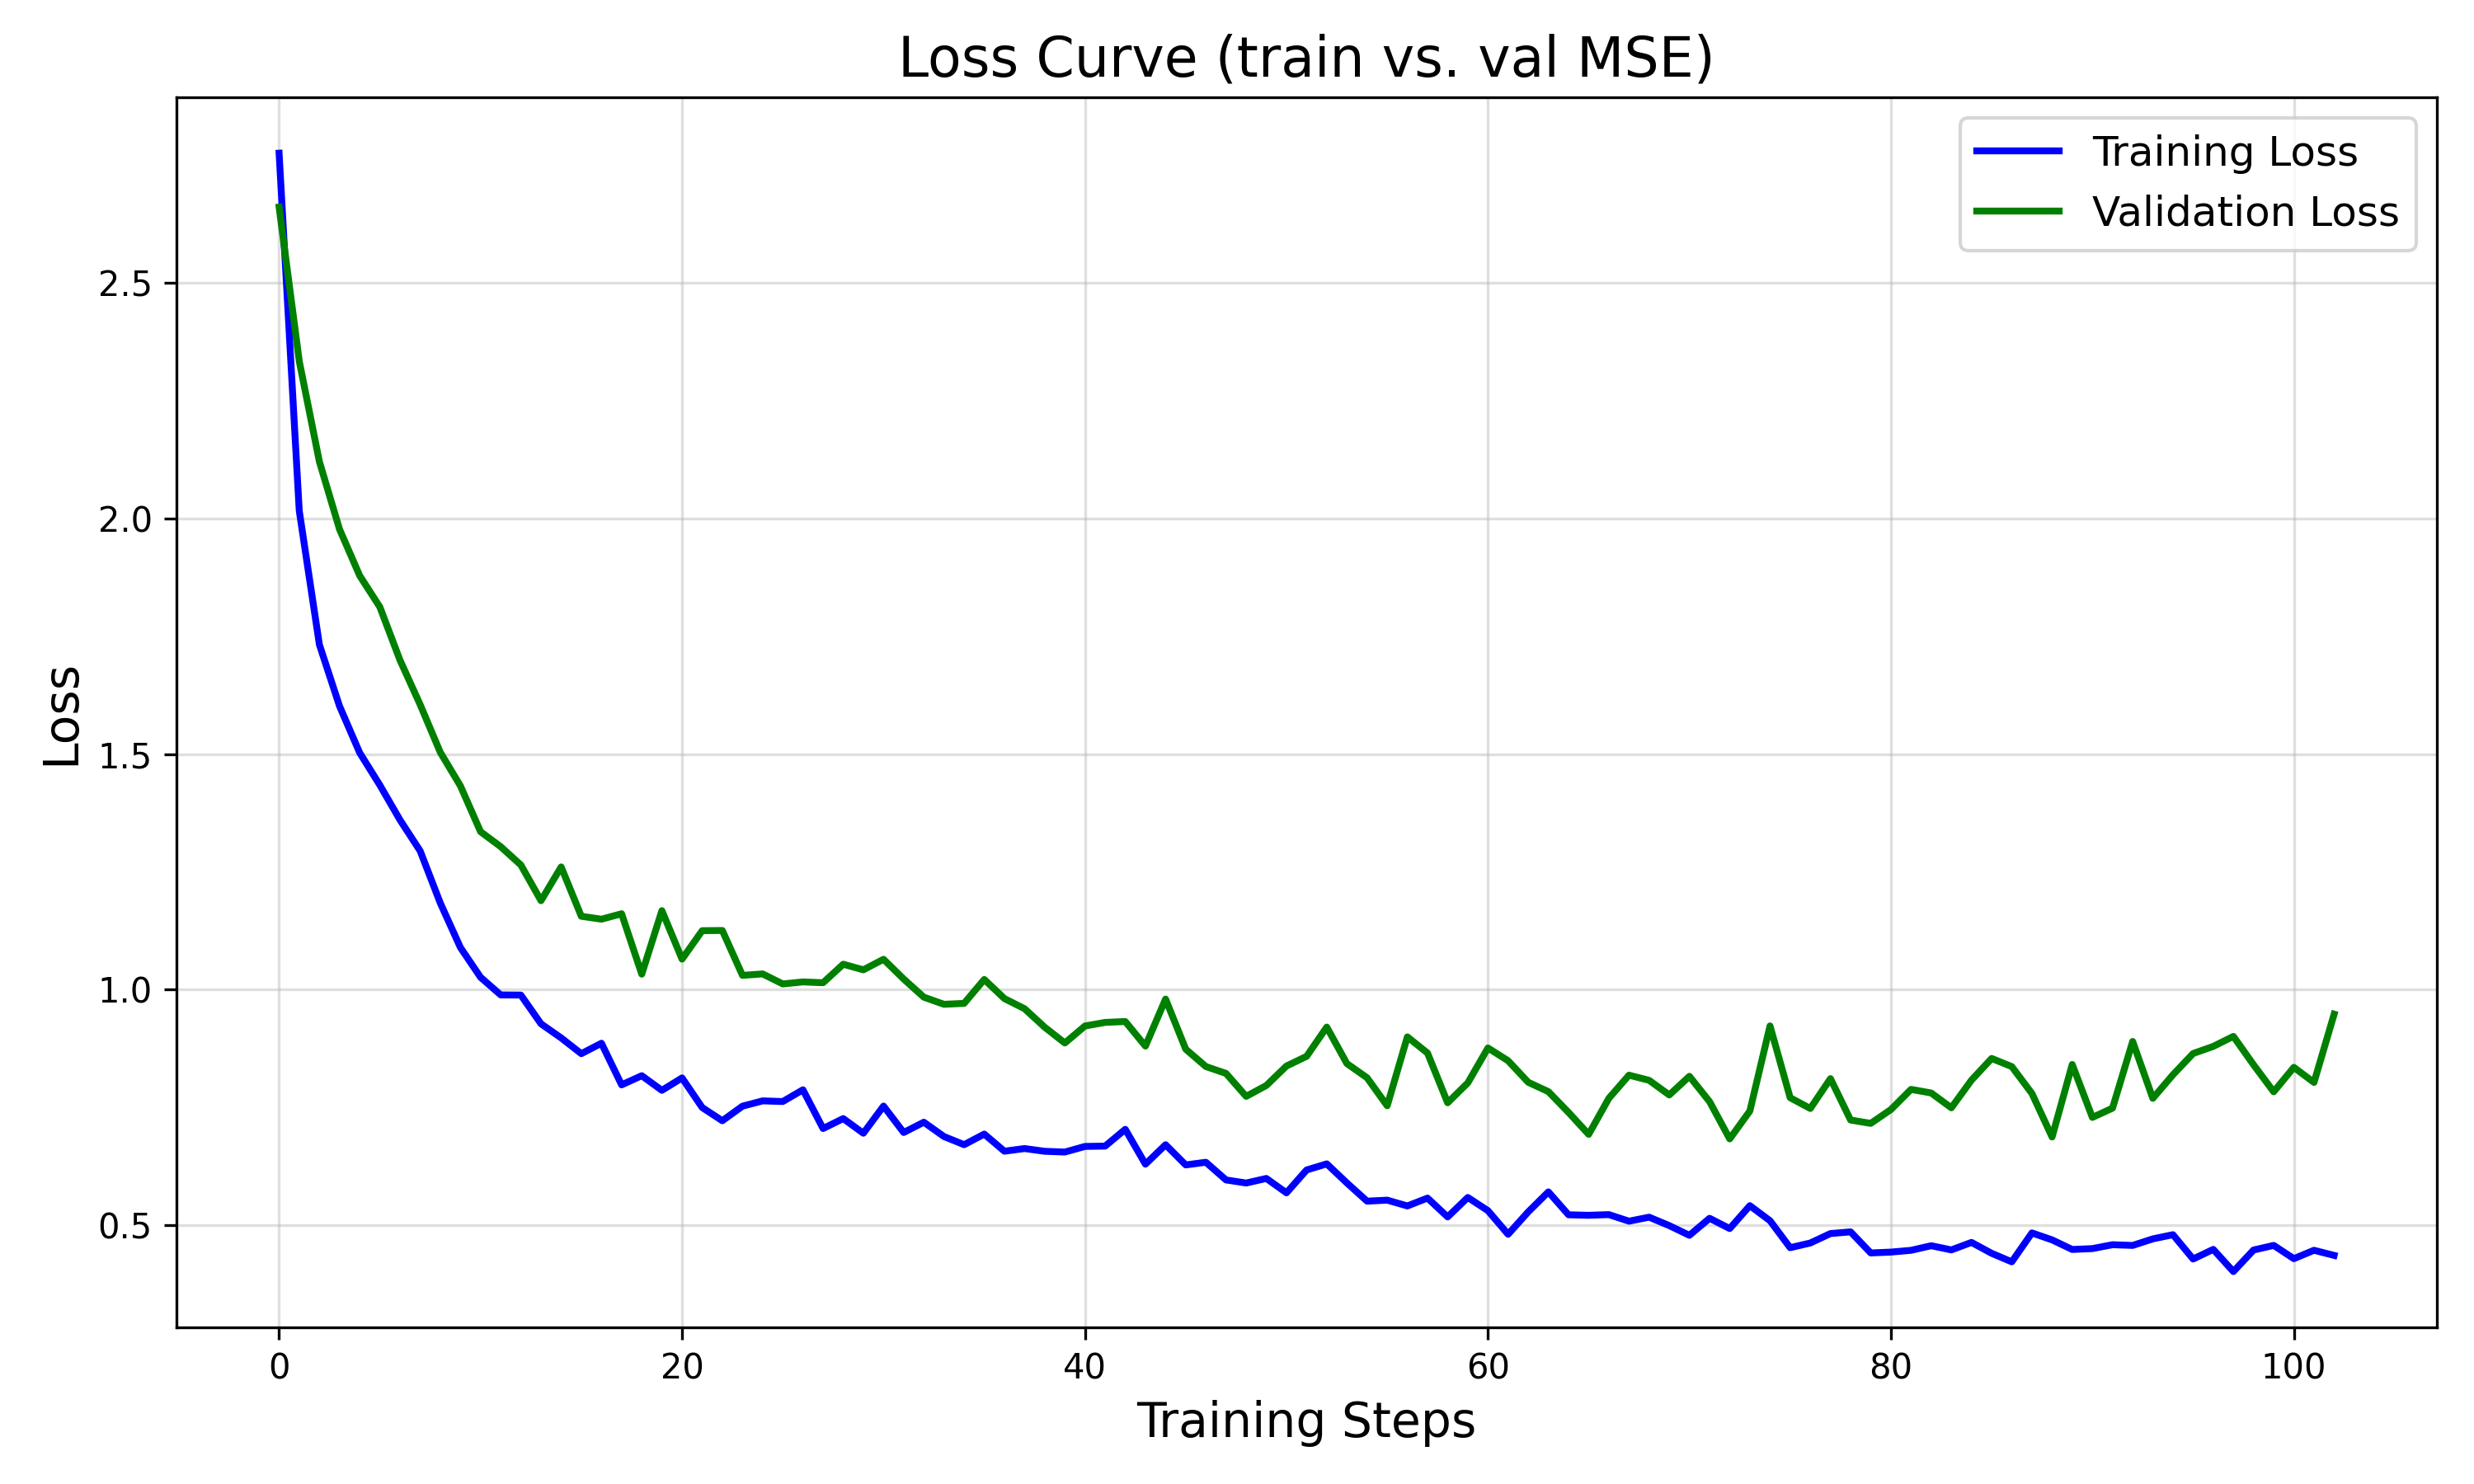 Loss Curve (train vs. val MSE)
Training Loss
Validation Loss
Loss
2.5
2.0
1.5
1.0
0.5
0 20 40 60 80 100
Training Steps